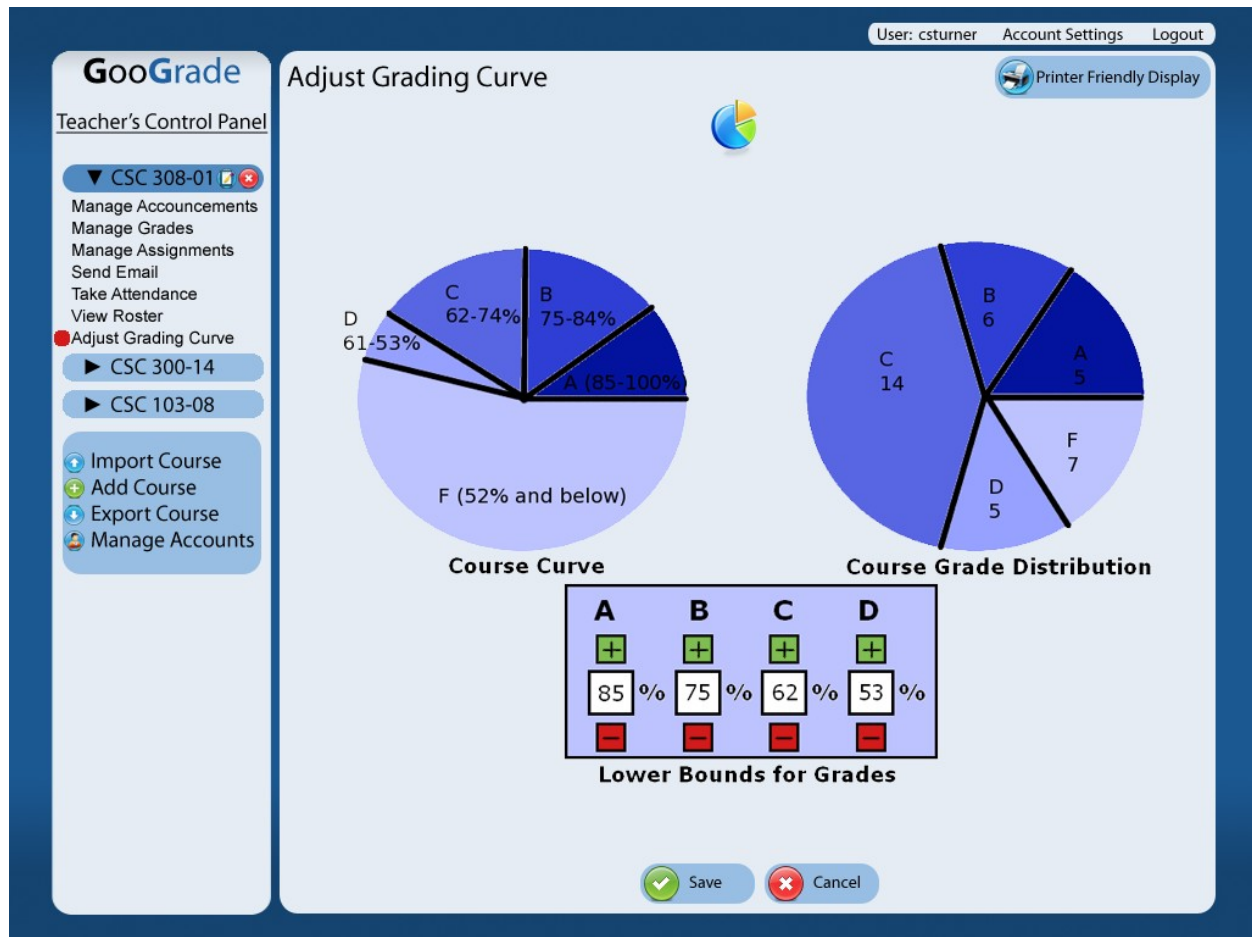 User: csturner Account Settings Logout
GooGrade
Teacher's Control Panel
▼ CSC 308-01
Manage Accouncements
Manage Grades
Manage Assignments
Send Email
Take Attendance
View Roster
Adjust Grading Curve
► CSC 300-14
► CSC 103-08
Import Course
Add Course
Export Course
Manage Accounts
Adjust Grading Curve
Printer Friendly Display
C
62-74%
B
75-84%
D
61-53%
A (85-100%)
F (52% and below)
Course Curve
B
6
A
5
C
14
F
7
D
5
Course Grade Distribution
A B C D
+ + + +
85 % 75 % 62 % 53 %
− − − −
Lower Bounds for Grades
Save Cancel